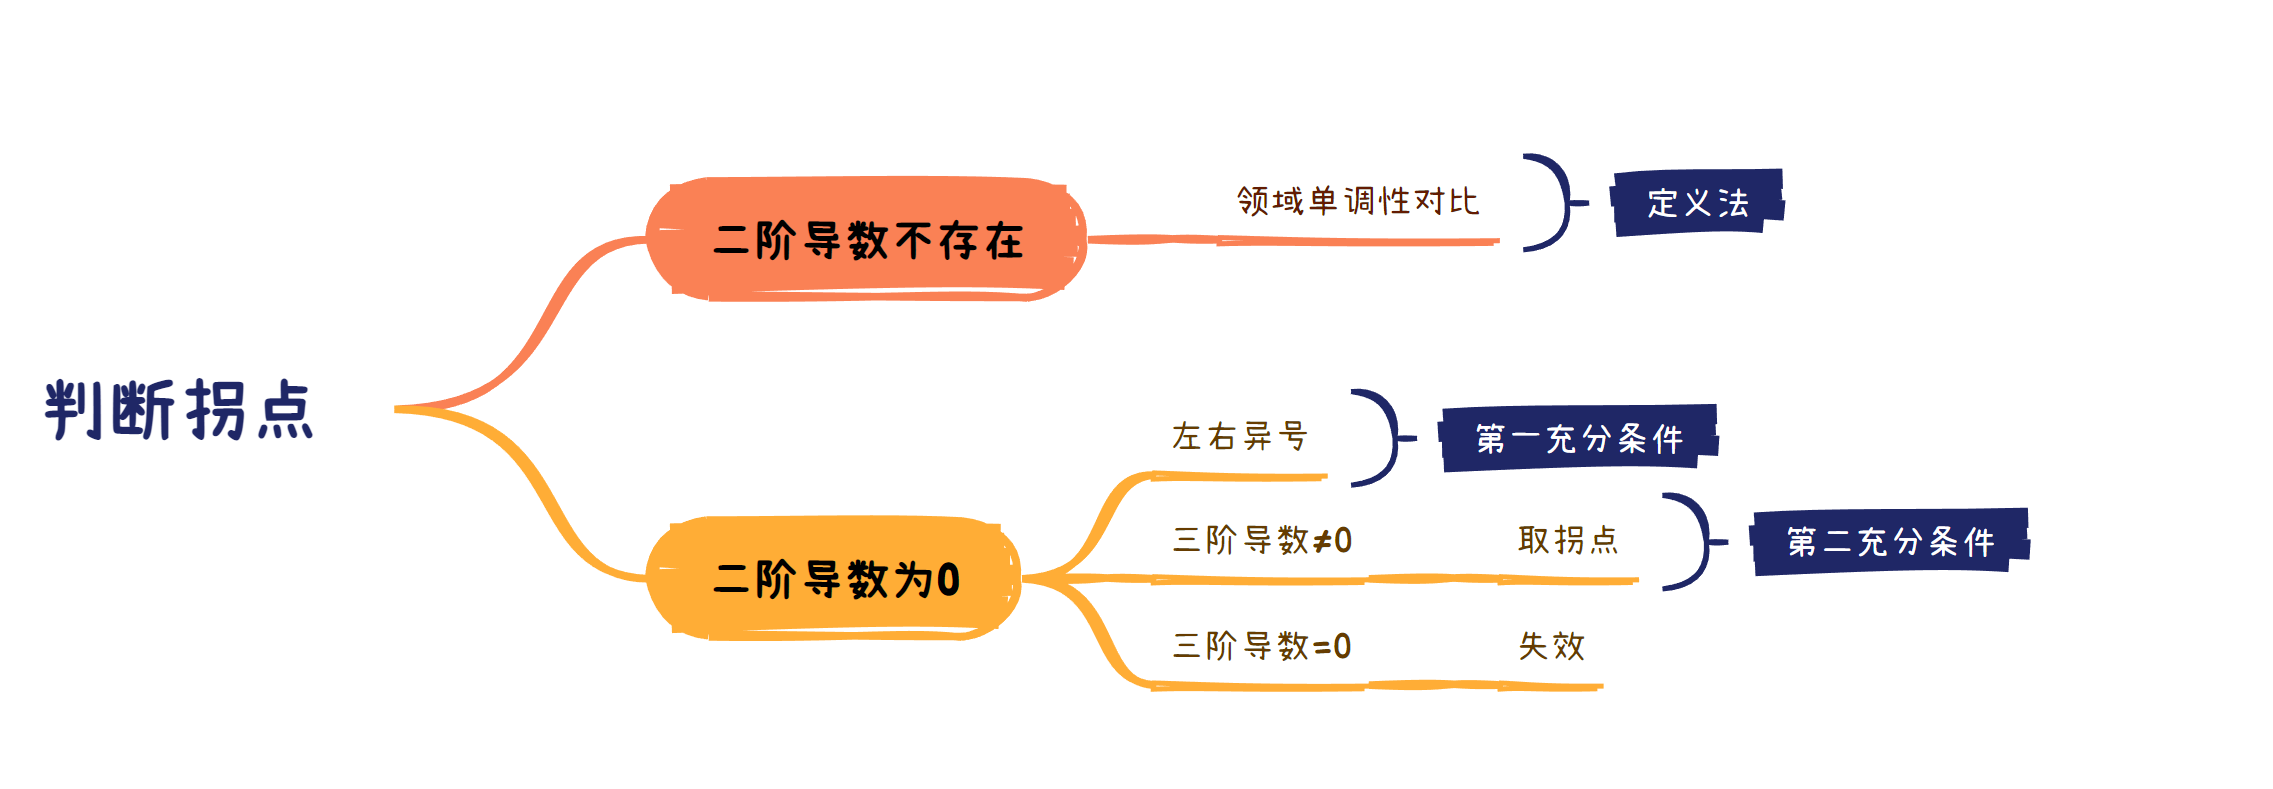 判断拐点
二阶导数不存在
领域单调性对比
定义法
二阶导数为0
左右异号
第一充分条件
三阶导数≠0
取拐点
第二充分条件
三阶导数=0
失效